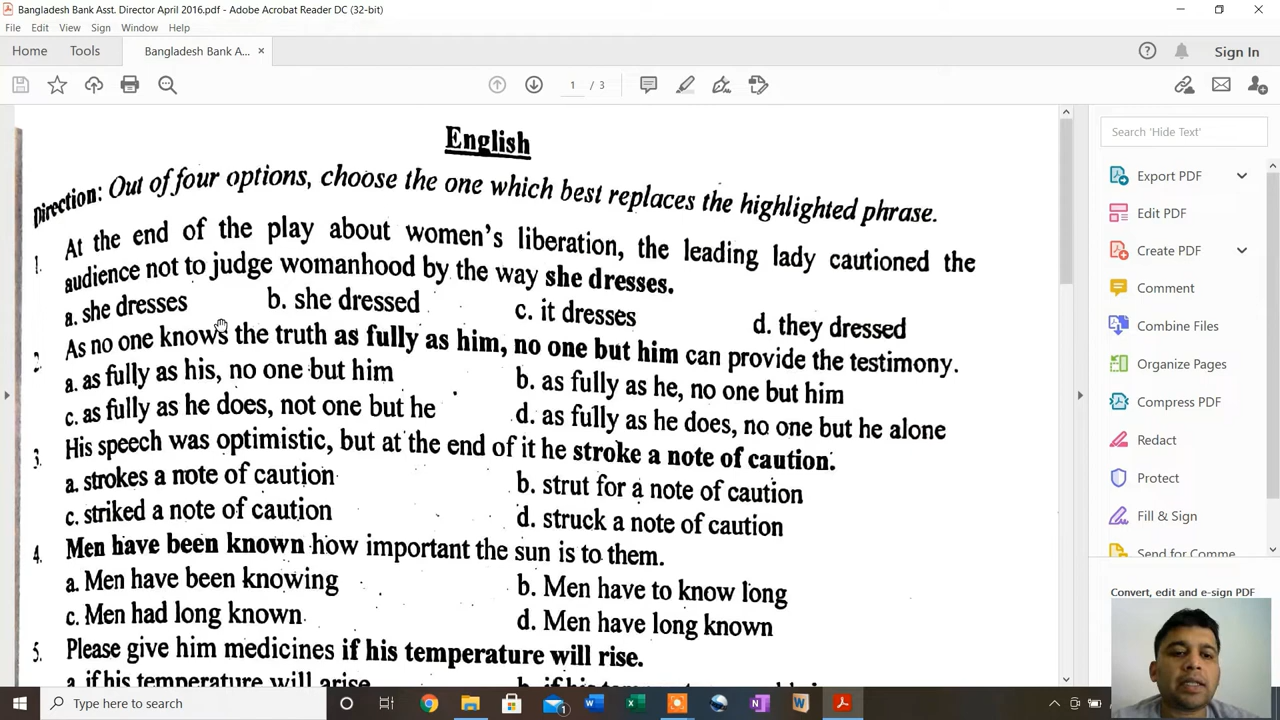 Bangladesh Bank Asst. Director April 2016.pdf - Adobe Acrobat Reader DC (32-bit)
File Edit View Sign Window Help
Home Tools Bangladesh Bank A... × Sign In
1 / 3
English
Direction: Out of four options, choose the one which best replaces the highlighted phrase.
1. At the end of the play about women's liberation, the leading lady cautioned the
audience not to judge womanhood by the way she dresses.
a. she dresses b. she dressed c. it dresses d. they dressed
2. As no one knows the truth as fully as him, no one but him can provide the testimony.
a. as fully as his, no one but him b. as fully as he, no one but him
c. as fully as he does, not one but he d. as fully as he does, no one but he alone
3. His speech was optimistic, but at the end of it he stroke a note of caution.
a. strokes a note of caution b. strut for a note of caution
c. striked a note of caution d. struck a note of caution
4. Men have been known how important the sun is to them.
a. Men have been knowing b. Men have to know long
c. Men had long known d. Men have long known
5. Please give him medicines if his temperature will rise.
a. if his temperature will arise
Search 'Hide Text'
Export PDF
Edit PDF
Create PDF
Comment
Combine Files
Organize Pages
Compress PDF
Redact
Protect
Fill & Sign
Send for Comme
Convert, edit and e-sign PDF
Type here to search